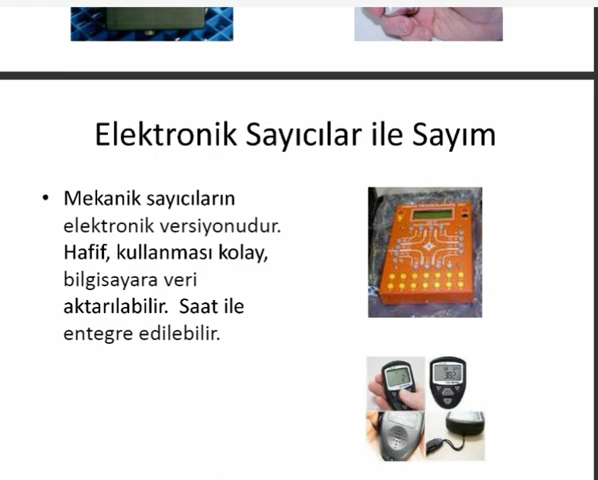 Elektronik Sayıcılar ile Sayım
• Mekanik sayıcıların
elektronik versiyonudur.
Hafif, kullanması kolay,
bilgisayara veri
aktarılabilir. Saat ile
entegre edilebilir.